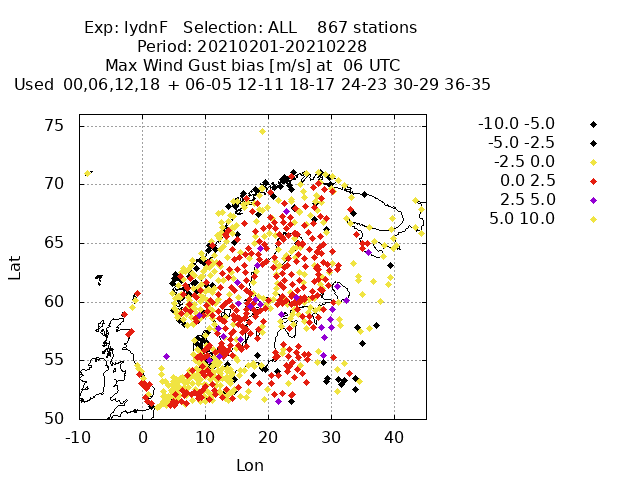 Exp: lydnF   Selection: ALL    867 stations
Period: 20210201-20210228
Max Wind Gust bias [m/s] at  06 UTC
Used  00,06,12,18  + 06-05 12-11 18-17 24-23 30-29 36-35
-10.0 -5.0
-5.0 -2.5
-2.5 0.0
0.0 2.5
2.5 5.0
5.0 10.0
Lat
75
70
65
60
55
50
-10 0 10 20 30 40
Lon